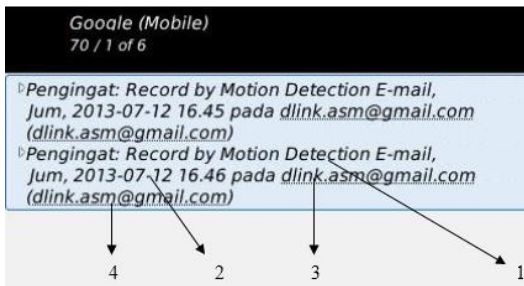 Google (Mobile)
70 / 1 of 6
Pengingat: Record by Motion Detection E-mail,
Jum, 2013-07-12 16.45 pada dlink.asm@gmail.com
(dlink.asm@gmail.com)
Pengingat: Record by Motion Detection E-mail,
Jum, 2013-07-12 16.46 pada dlink.asm@gmail.com
(dlink.asm@gmail.com)
4 2 3 1